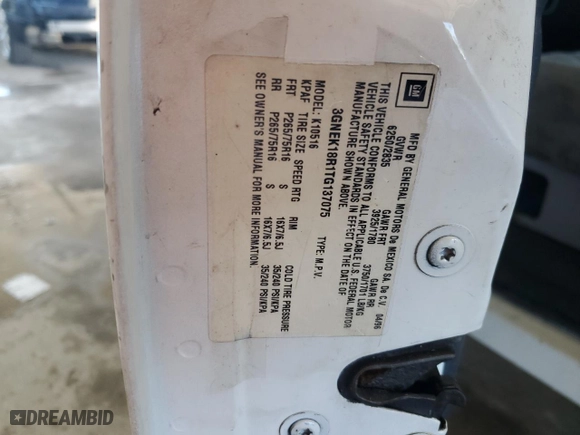 GM
MFD BY GENERAL MOTORS De MEXICO SA. De C.V. 04/96
GVWR GAWR FRT GAWR RR
6250/2835 3925/1780 3750/1701 LB/KG
THIS VEHICLE CONFORMS TO ALL APPLICABLE U.S. FEDERAL MOTOR
VEHICLE SAFETY STANDARDS IN EFFECT ON THE DATE OF
MANUFACTURE SHOWN ABOVE.
3GNEK18R1TG137075 TYPE: M.P.V.
MODEL: K10516
KPAF TIRE SIZE SPEED RTG RIM COLD TIRE PRESSURE
FRT P265/75R16 S 16X7/6.5J 35/240 PSI/KPA
RR P265/75R16 S 16X7/6.5J 35/240 PSI/KPA
SEE OWNER'S MANUAL FOR MORE INFORMATION.
DREAMBID